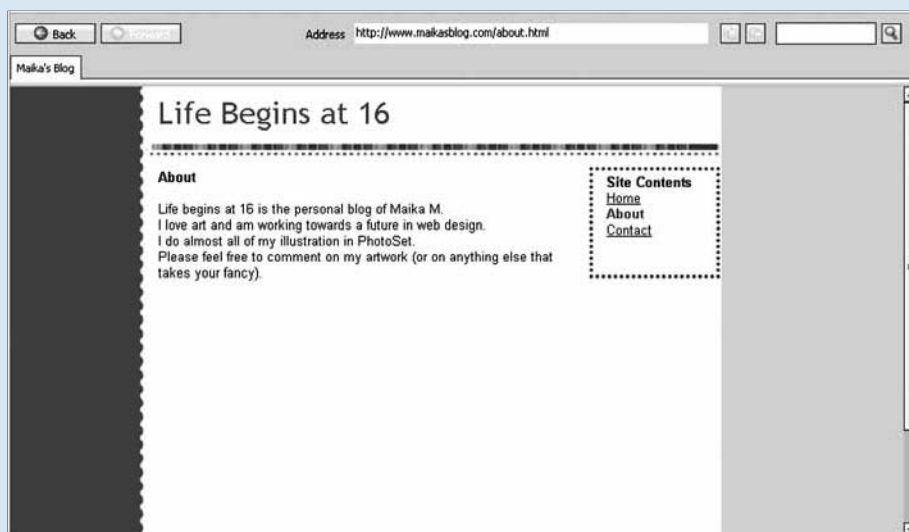 Back
Forward
Address http://www.maikasblog.com/about.html
Maika's Blog
Life Begins at 16
About
Life begins at 16 is the personal blog of Maika M.
I love art and am working towards a future in web design.
I do almost all of my illustration in PhotoSet.
Please feel free to comment on my artwork (or on anything else that
takes your fancy).
Site Contents
Home
About
Contact